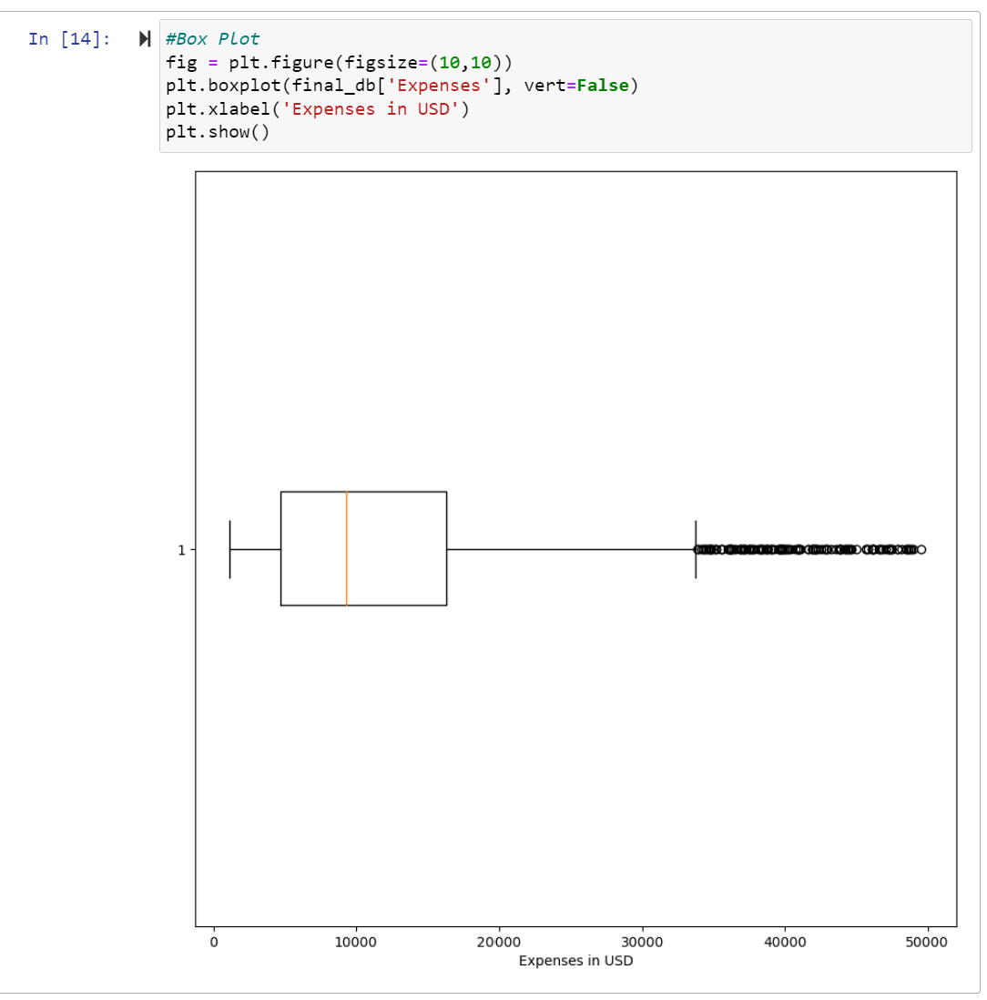 In [14]:
#Box Plot
fig = plt.figure(figsize=(10,10))
plt.boxplot(final_db['Expenses'], vert=False)
plt.xlabel('Expenses in USD')
plt.show()
1
0 10000 20000 30000 40000 50000
Expenses in USD